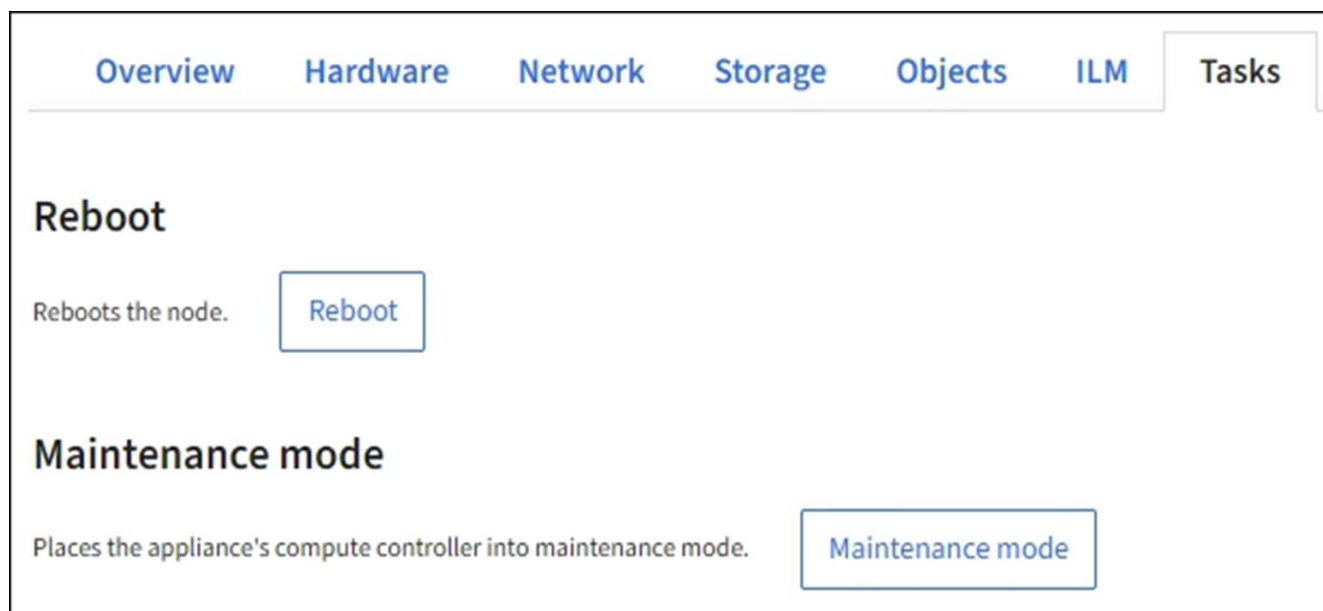 Overview Hardware Network Storage Objects ILM Tasks
Reboot
Reboots the node. Reboot
Maintenance mode
Places the appliance's compute controller into maintenance mode. Maintenance mode